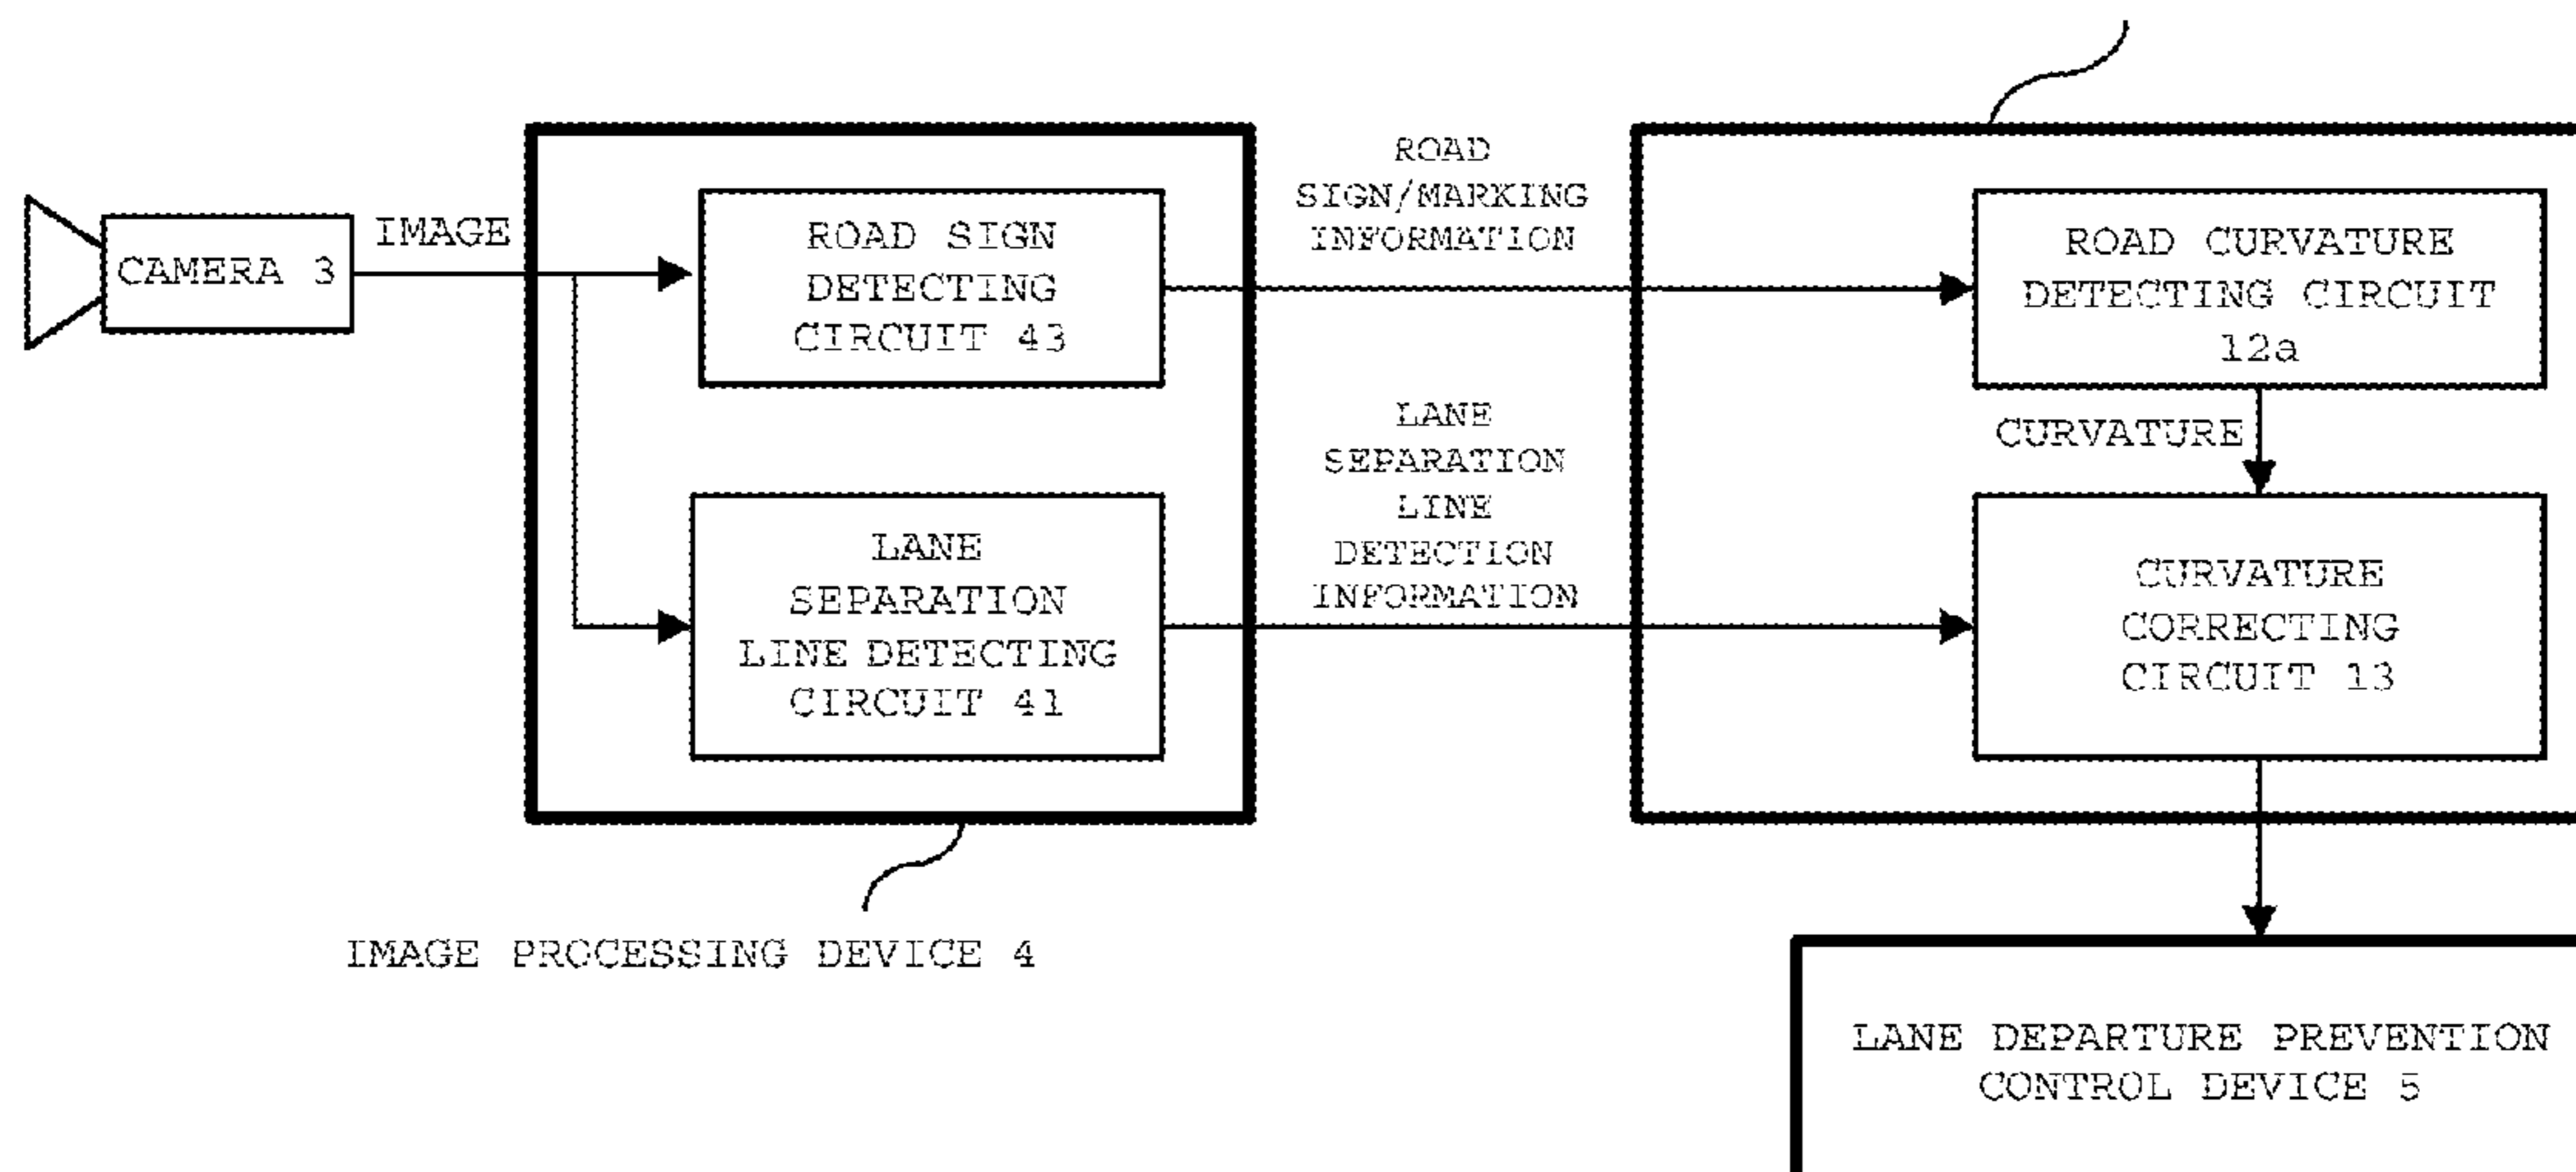 CAMERA 3
IMAGE
ROAD SIGN
DETECTING
CIRCUIT 43
LANE
SEPARATION
LINE DETECTING
CIRCUIT 41
IMAGE PROCESSING DEVICE 4
ROAD
SIGN/MARKING
INFORMATION
LANE
SEPARATION
LINE
DETECTION
INFORMATION
ROAD CURVATURE
DETECTING CIRCUIT
12a
CURVATURE
CURVATURE
CORRECTING
CIRCUIT 13
LANE DEPARTURE PREVENTION
CONTROL DEVICE 5